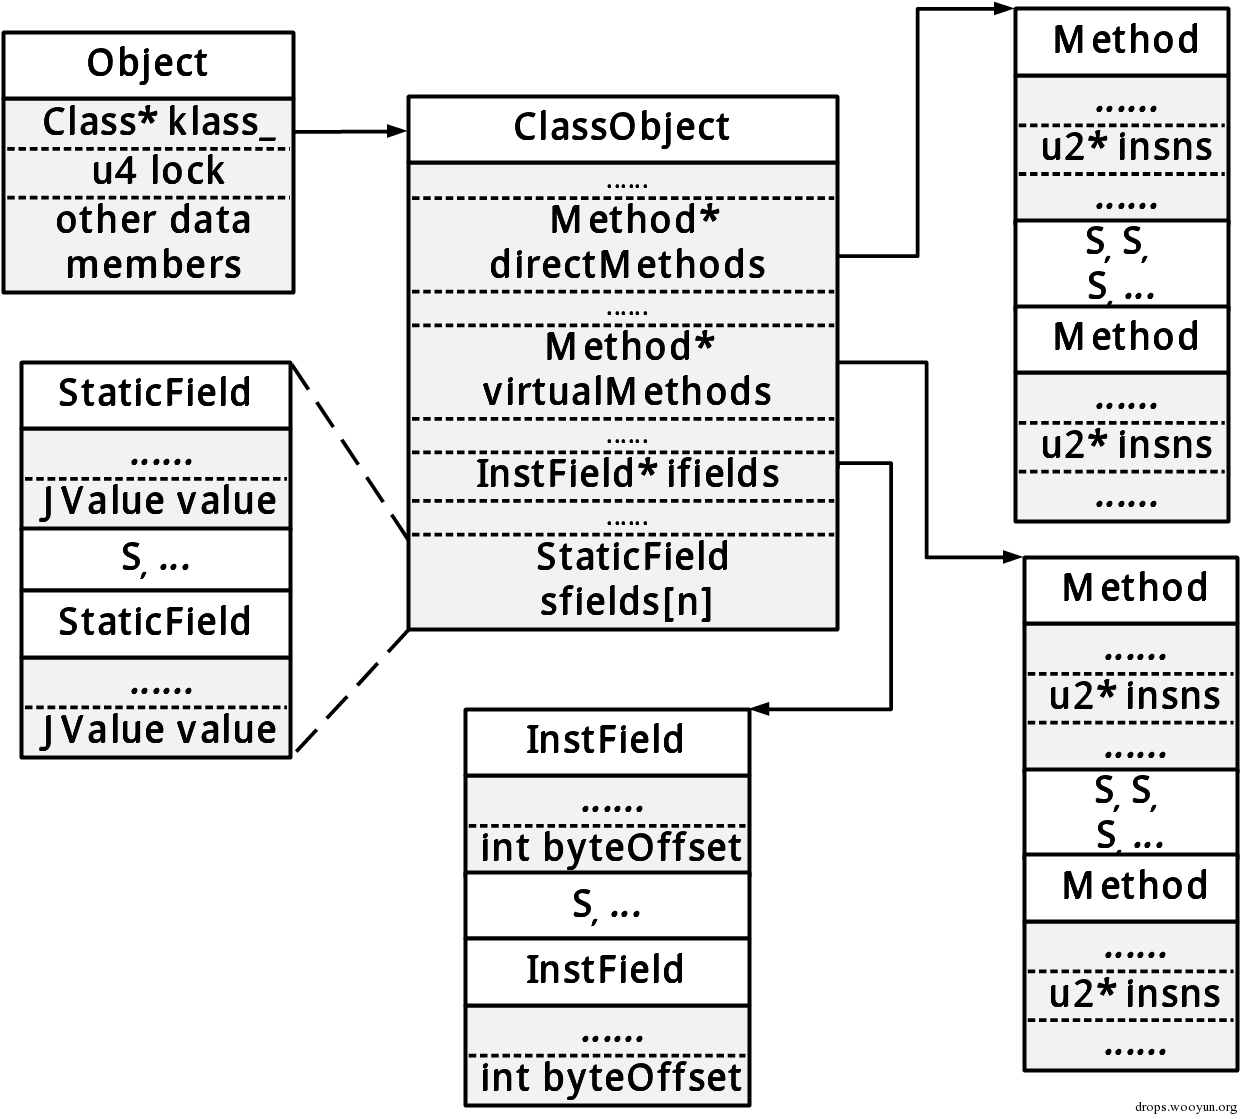 Object
Class* klass_
u4 lock
other data
members
ClassObject
......
Method*
directMethods
......
Method*
virtualMethods
......
InstField* ifields
......
StaticField
sfields[n]
StaticField
......
JValue value
S, ...
StaticField
......
JValue value
InstField
......
int byteOffset
S, ...
InstField
......
int byteOffset
Method
......
u2* insns
......
S, S,
S, ...
Method
......
u2* insns
......
Method
......
u2* insns
......
S, S,
S, ...
Method
......
u2* insns
......
drops.wooyun.org